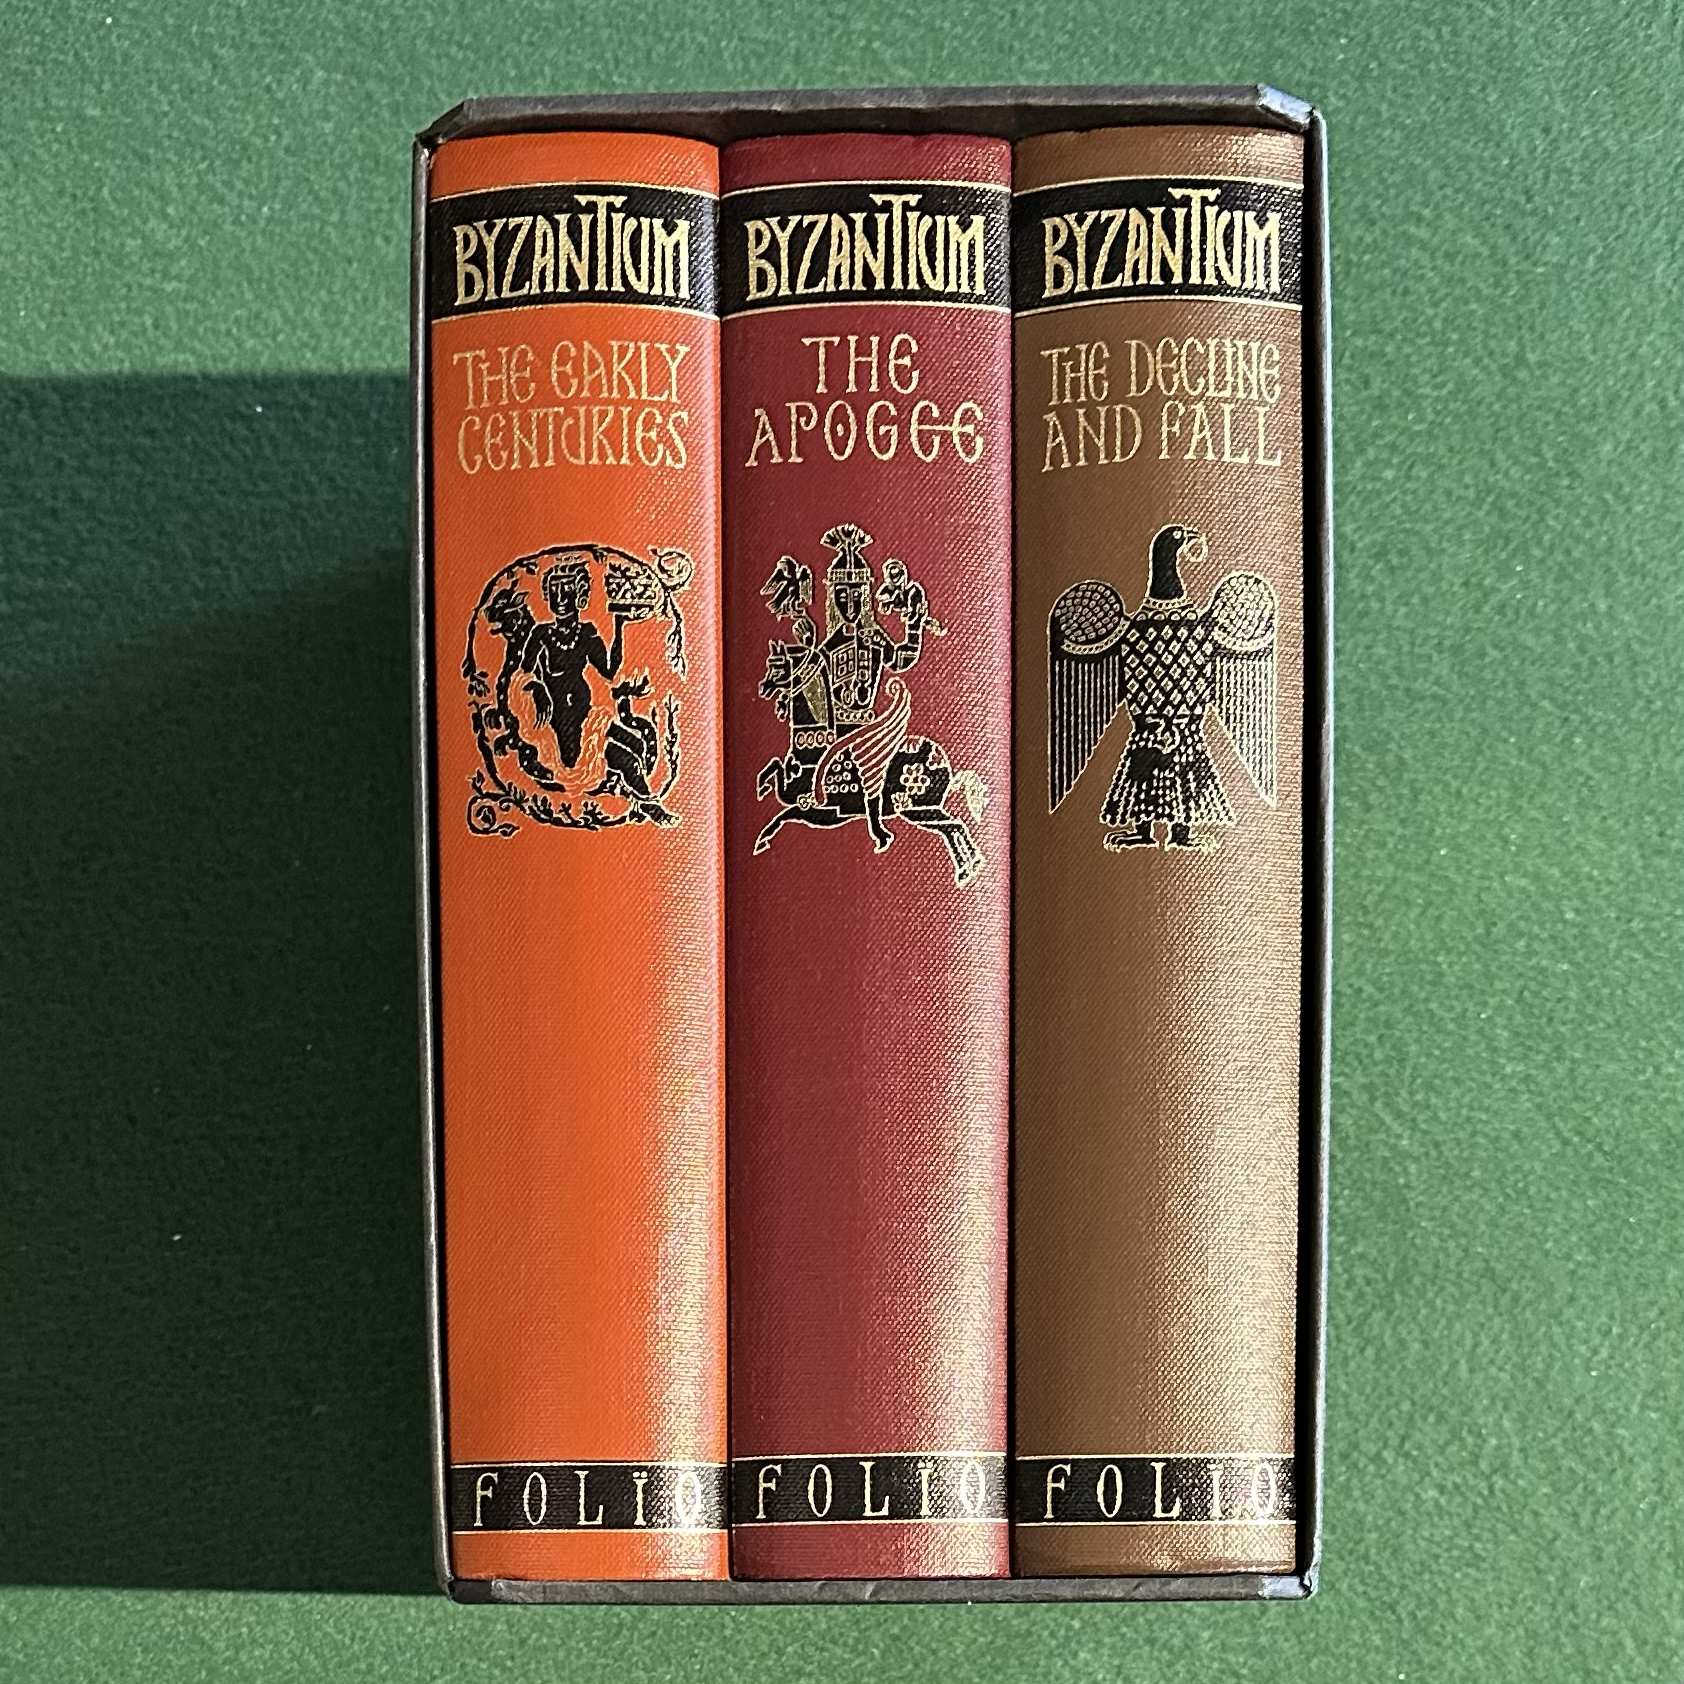 BYZANTIUM
THE EARLY
CENTURIES
FOLIO
BYZANTIUM
THE
APOGEE
FOLIO
BYZANTIUM
THE DECLINE
AND FALL
FOLIO